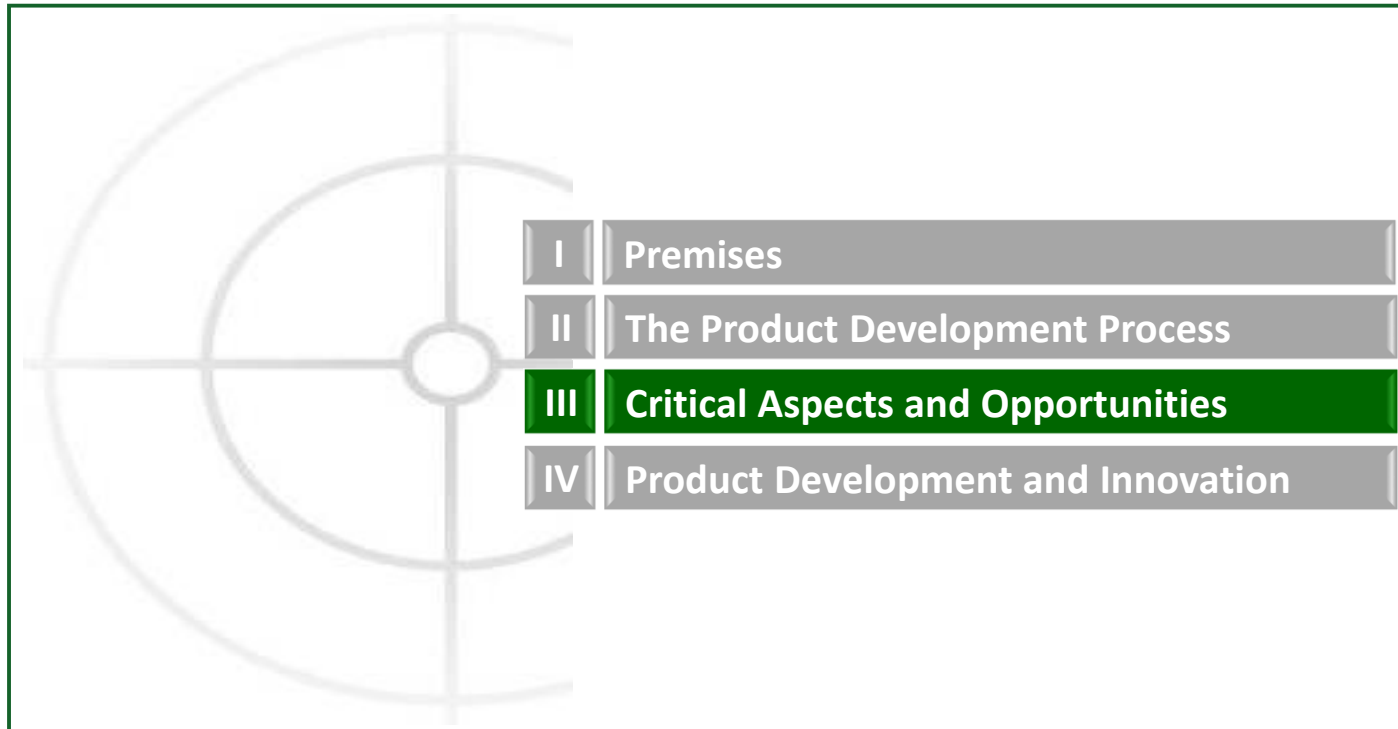 I Premises
II The Product Development Process
III Critical Aspects and Opportunities
IV Product Development and Innovation